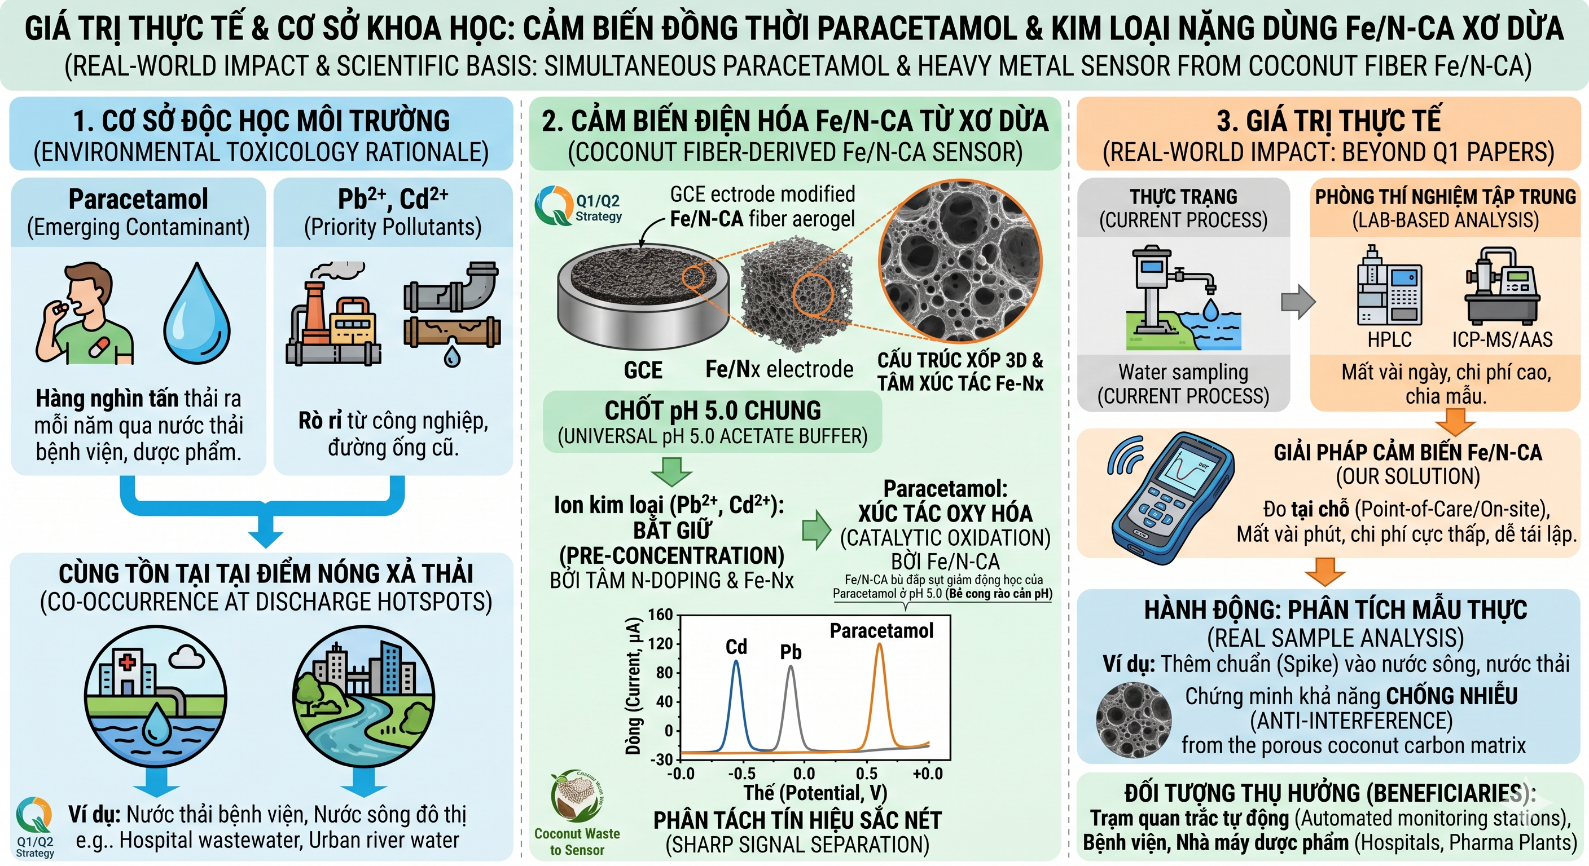 GIÁ TRỊ THỰC TẾ & CƠ SỞ KHOA HỌC: CẢM BIẾN ĐỒNG THỜI PARACETAMOL & KIM LOẠI NẶNG DÙNG Fe/N-CA XƠ DỪA
(REAL-WORLD IMPACT & SCIENTIFIC BASIS: SIMULTANEOUS PARACETAMOL & HEAVY METAL SENSOR FROM COCONUT FIBER Fe/N-CA)
1. CƠ SỞ ĐỘC HỌC MÔI TRƯỜNG
(ENVIRONMENTAL TOXICOLOGY RATIONALE)
Paracetamol
(Emerging Contaminant)
Hàng nghìn tấn thải ra
mỗi năm qua nước thải
bệnh viện, dược phẩm.
Pb²⁺, Cd²⁺
(Priority Pollutants)
Rò rỉ từ công nghiệp,
đường ống cũ.
CÙNG TỒN TẠI TẠI ĐIỂM NÓNG XẢ THẢI
(CO-OCCURRENCE AT DISCHARGE HOTSPOTS)
Ví dụ: Nước thải bệnh viện, Nước sông đô thị
e.g.. Hospital wastewater, Urban river water
Q1/Q2
Strategy
2. CẢM BIẾN ĐIỆN HÓA Fe/N-CA TỪ XƠ DỪA
(COCONUT FIBER-DERIVED Fe/N-CA SENSOR)
Q1/Q2
Strategy
GCE ectrode modified
Fe/N-CA fiber aerogel
GCE
Fe/Nx electrode
CẤU TRÚC XỐP 3D &
TÂM XÚC TÁC Fe-Nx
CHỐT pH 5.0 CHUNG
(UNIVERSAL pH 5.0 ACETATE BUFFER)
Ion kim loại (Pb²⁺, Cd²⁺):
BẮT GIỮ
(PRE-CONCENTRATION)
BỞI TÂM N-DOPING & Fe-Nx
Paracetamol:
XÚC TÁC OXY HÓA
(CATALYTIC OXIDATION)
BỜI Fe/N-CA
Fe/N-CA bù đắp sụt giảm động học của
Paracetamol ở pH 5.0 (Bẻ cong rào cản pH)
Dòng (Current, µA)
160
120
80
40
0
-30
Cd
Pb
Paracetamol
-0.0 -0.5 0.0 0.5 +0.0
Thế (Potential, V)
PHÂN TÁCH TÍN HIỆU SẮC NÉT
(SHARP SIGNAL SEPARATION)
Coconut Waste
to Sensor
3. GIÁ TRỊ THỰC TẾ
(REAL-WORLD IMPACT: BEYOND Q1 PAPERS)
THỰC TRẠNG
(CURRENT PROCESS)
Water sampling
(CURRENT PROCESS)
PHÒNG THÍ NGHIỆM TẬP TRUNG
(LAB-BASED ANALYSIS)
HPLC
ICP-MS/AAS
Mất vài ngày, chi phí cao,
chia mẫu.
GIẢI PHÁP CẢM BIẾN Fe/N-CA
(OUR SOLUTION)
Đo tại chỗ (Point-of-Care/On-site),
Mất vài phút, chi phí cực thấp, dễ tái lập.
HÀNH ĐỘNG: PHÂN TÍCH MẪU THỰC
(REAL SAMPLE ANALYSIS)
Ví dụ: Thêm chuẩn (Spike) vào nước sông, nước thải
Chứng minh khả năng CHỐNG NHIỄU
(ANTI-INTERFERENCE)
from the porous coconut carbon matrix
ĐỐI TƯỢNG THỤ HƯỞNG (BENEFICIARIES):
Trạm quan trắc tự động (Automated monitoring stations),
Bệnh viện, Nhà máy dược phẩm (Hospitals, Pharma Plants)